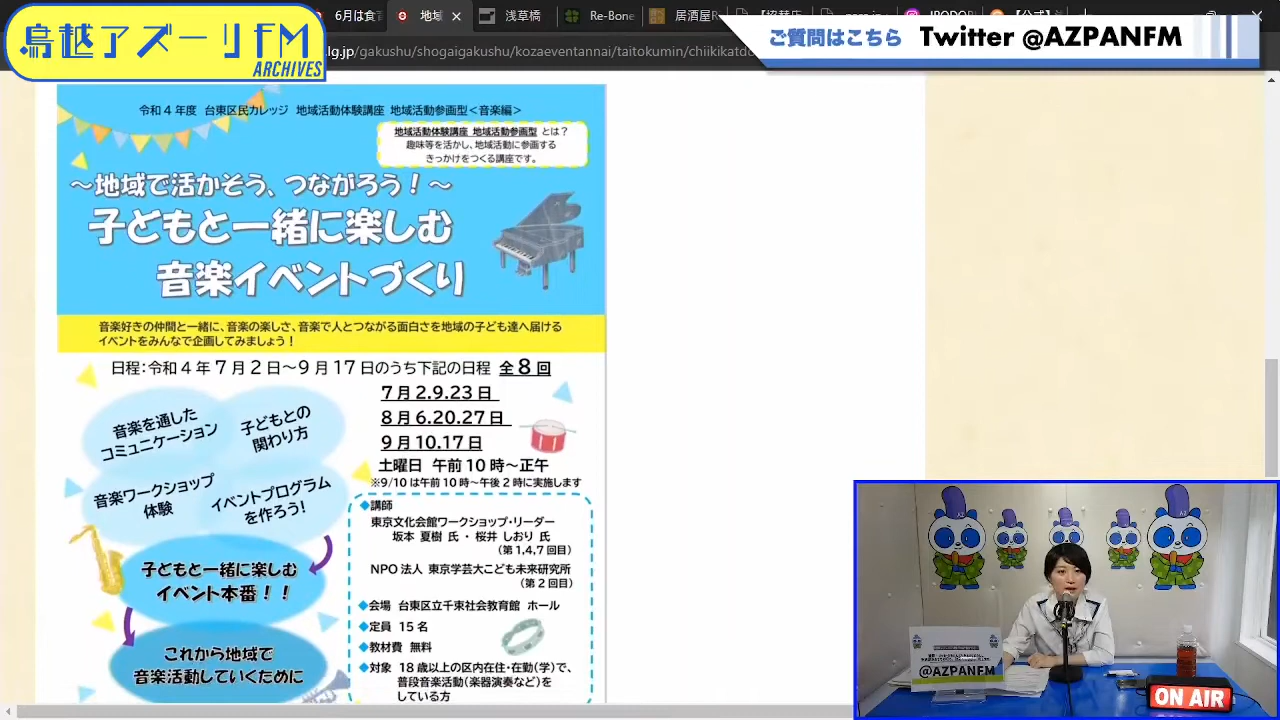 鳥越アズーリFM
ARCHIVES
6月は食育
地域
浅草橋
Re-Bone
居酒屋
ご質問はこちら Twitter @AZPANFM
lg.jp/gakushu/shogaigakushu/kozaeventannai/taitokumin/chiikikatd
令和4年度 台東区民カレッジ 地域活動体験講座 地域活動参画型<音楽編>
地域活動体験講座 地域活動参画型 とは?
趣味等を活かし、地域活動に参画する
きっかけをつくる講座です。
~地域で活かそう、つながろう!~
子どもと一緒に楽しむ
音楽イベントづくり
音楽好きの仲間と一緒に、音楽の楽しさ、音楽で人とつながる面白さを地域の子ども達へ届ける
イベントをみんなで企画してみましょう!
日程:令和4年7月2日~9月17日のうち下記の日程 全8回
7月2.9.23日
8月6.20.27日
9月10.17日
土曜日 午前10時~正午
※9/10は午前10時~午後2時に実施します
音楽を通した
コミュニケーション
子どもとの
関わり方
音楽ワークショップ
体験
イベントプログラム
を作ろう!
子どもと一緒に楽しむ
イベント本番!!
これから地域で
音楽活動していくために
◆講師
東京文化会館ワークショップ・リーダー
坂本 夏樹 氏 ・ 桜井 しおり 氏
(第1,4,7回目)
NPO法人 東京学芸大こども未来研究所
(第2回目)
◆会場 台東区立千束社会教育館 ホール
◆定員 15名
◆教材費 無料
◆対象 18歳以上の区内在住・在勤(学)で、
普段音楽活動(楽器演奏など)を
している方
@AZPANFM
ON AIR